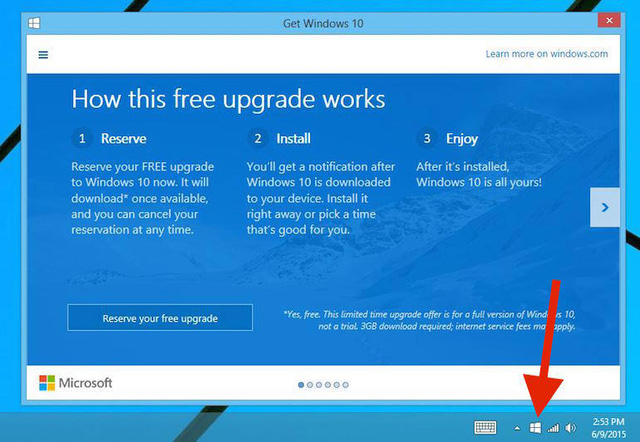 Get Windows 10
Learn more on windows.com
How this free upgrade works
1 Reserve
Reserve your FREE upgrade
to Windows 10 now. It will
download* once available,
and you can cancel your
reservation at any time.
2 Install
You'll get a notification after
Windows 10 is downloaded
to your device. Install it
right away or pick a time
that's good for you.
3 Enjoy
After it's installed,
Windows 10 is all yours!
Reserve your free upgrade
*Yes, free. This limited time upgrade offer is for a full version of Windows 10,
not a trial. 3GB download required; internet service fees may apply.
Microsoft
2:53 PM
6/9/2015